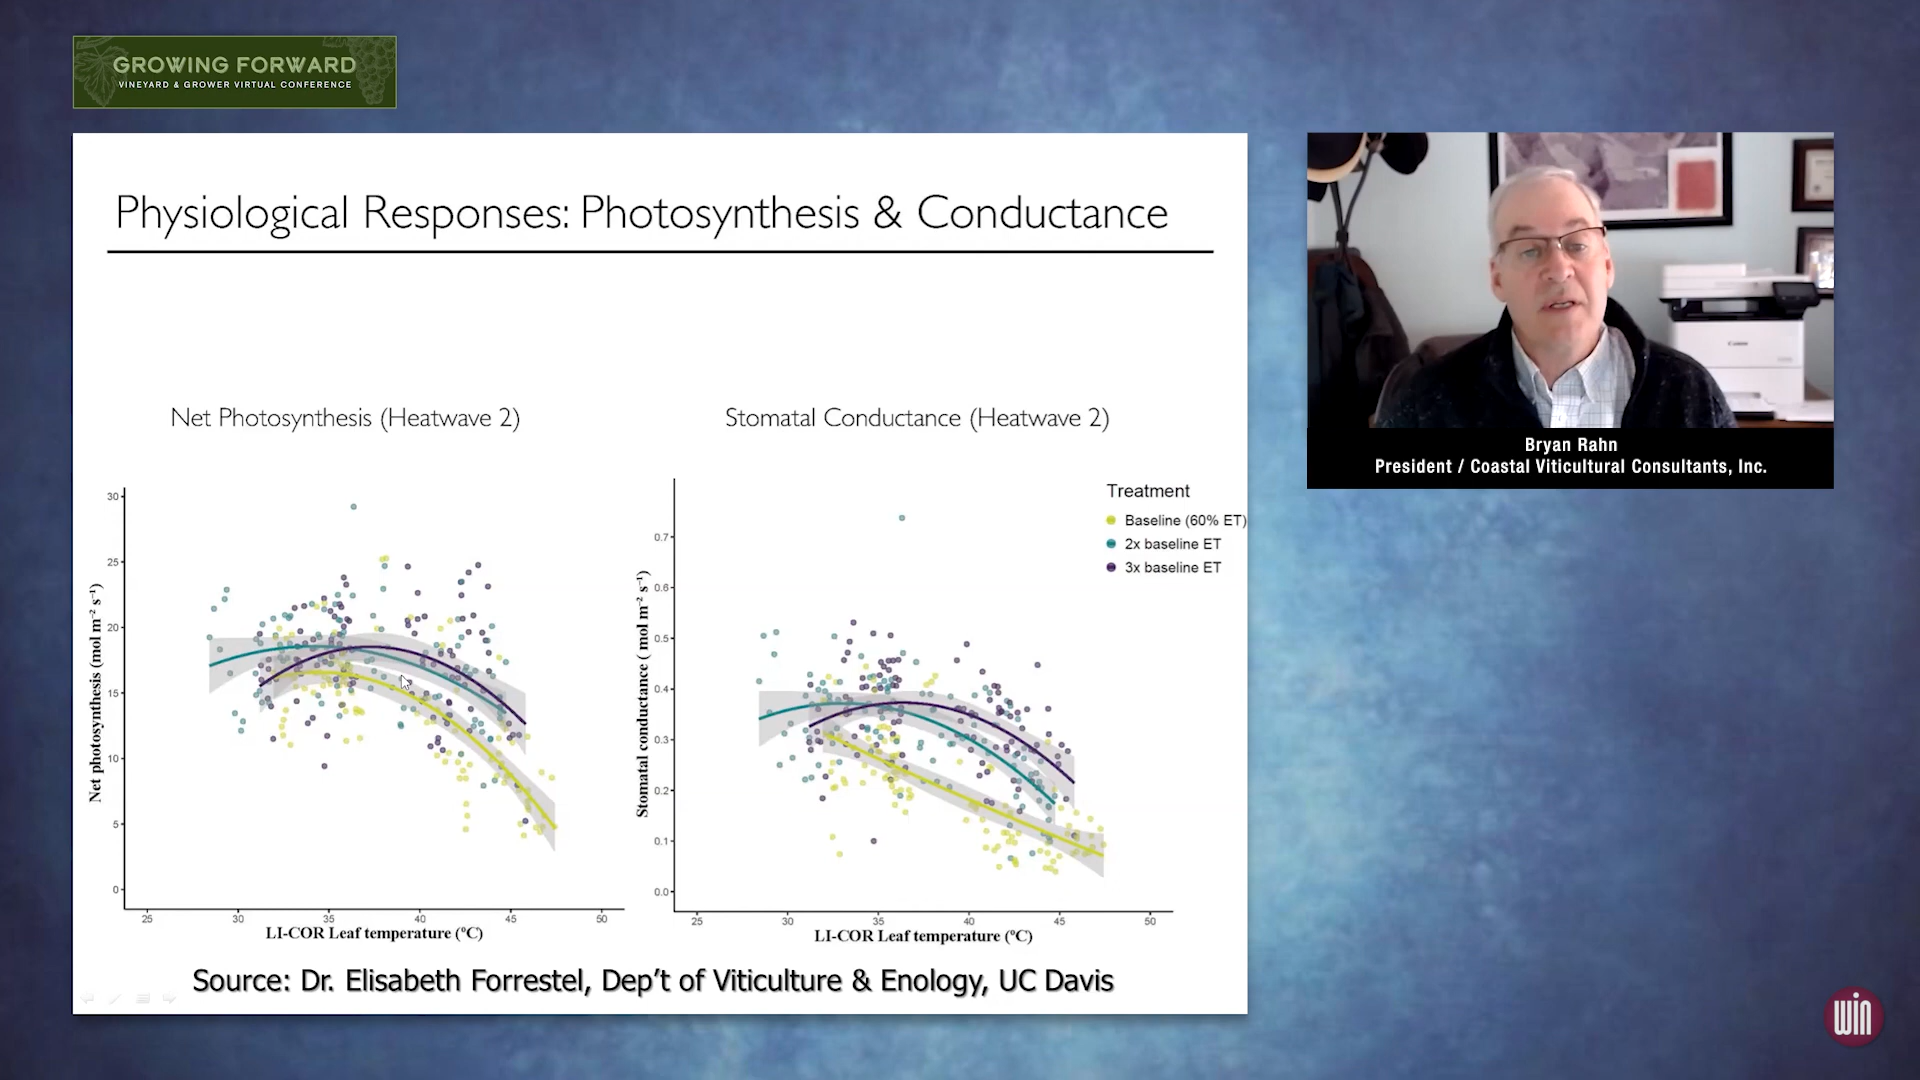 GROWING FORWARD
VINEYARD & GROWER VIRTUAL CONFERENCE
Physiological Responses: Photosynthesis & Conductance
Net Photosynthesis (Heatwave 2)
Stomatal Conductance (Heatwave 2)
Net photosynthesis (mol m⁻² s⁻¹)
30
25
20
15
10
5
0
25 30 35 40 45 50
LI-COR Leaf temperature (ºC)
Stomatal conductance ( mol m⁻² s⁻¹)
0.7
0.6
0.5
0.4
0.3
0.2
0.1
0.0
25 30 35 40 45 50
LI-COR Leaf temperature (ºC)
Treatment
Baseline (60% ET)
2x baseline ET
3x baseline ET
Source: Dr. Elisabeth Forrestel, Dep't of Viticulture & Enology, UC Davis
Canon
Bryan Rahn
President / Coastal Viticultural Consultants, Inc.
win